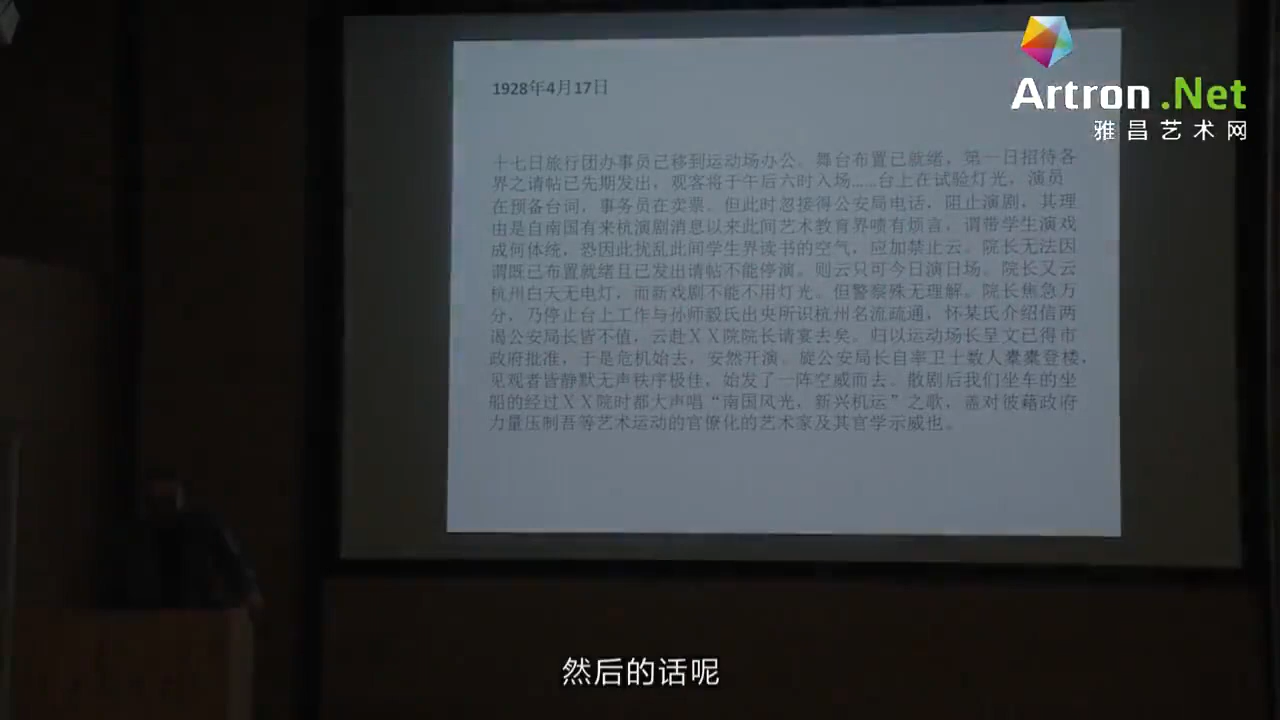 Artron.Net
雅昌艺术网
1928年4月17日
十七日旅行团办事员已移到运动场办公。舞台布置已就绪，第一日招待各
界之请帖已先期发出，观客将于午后六时入场……台上在试验灯光，演员
在预备台词，事务员在卖票。但此时忽接得公安局电话，阻止演剧，其理
由是自南国有来杭演剧消息以来此间艺术教育界啧有烦言，谓带学生演戏
成何体统，恐因此扰乱此间学生界读书的空气，应加禁止云。院长无法因
谓既已布置就绪且已发出请帖不能停演。则云只可今日演日场。院长又云
杭州白天无电灯，而新戏剧不能不用灯光。但警察殊无理解。院长焦急万
分，乃停止台上工作与孙师毅氏出央所识杭州名流疏通，怀某氏介绍信两
谒公安局长皆不值，云赴ＸＸ院院长请宴去矣。归以运动场长呈文已得市
政府批准，于是危机始去，安然开演。旋公安局长自率卫士数人橐橐登楼，
见观者皆静默无声秩序极佳，始发了一阵空威而去。散剧后我们坐车的坐
船的经过ＸＸ院时都大声唱“南国风光，新兴机运”之歌，盖对彼藉政府
力量压制吾等艺术运动的官僚化的艺术家及其官学示威也。
然后的话呢